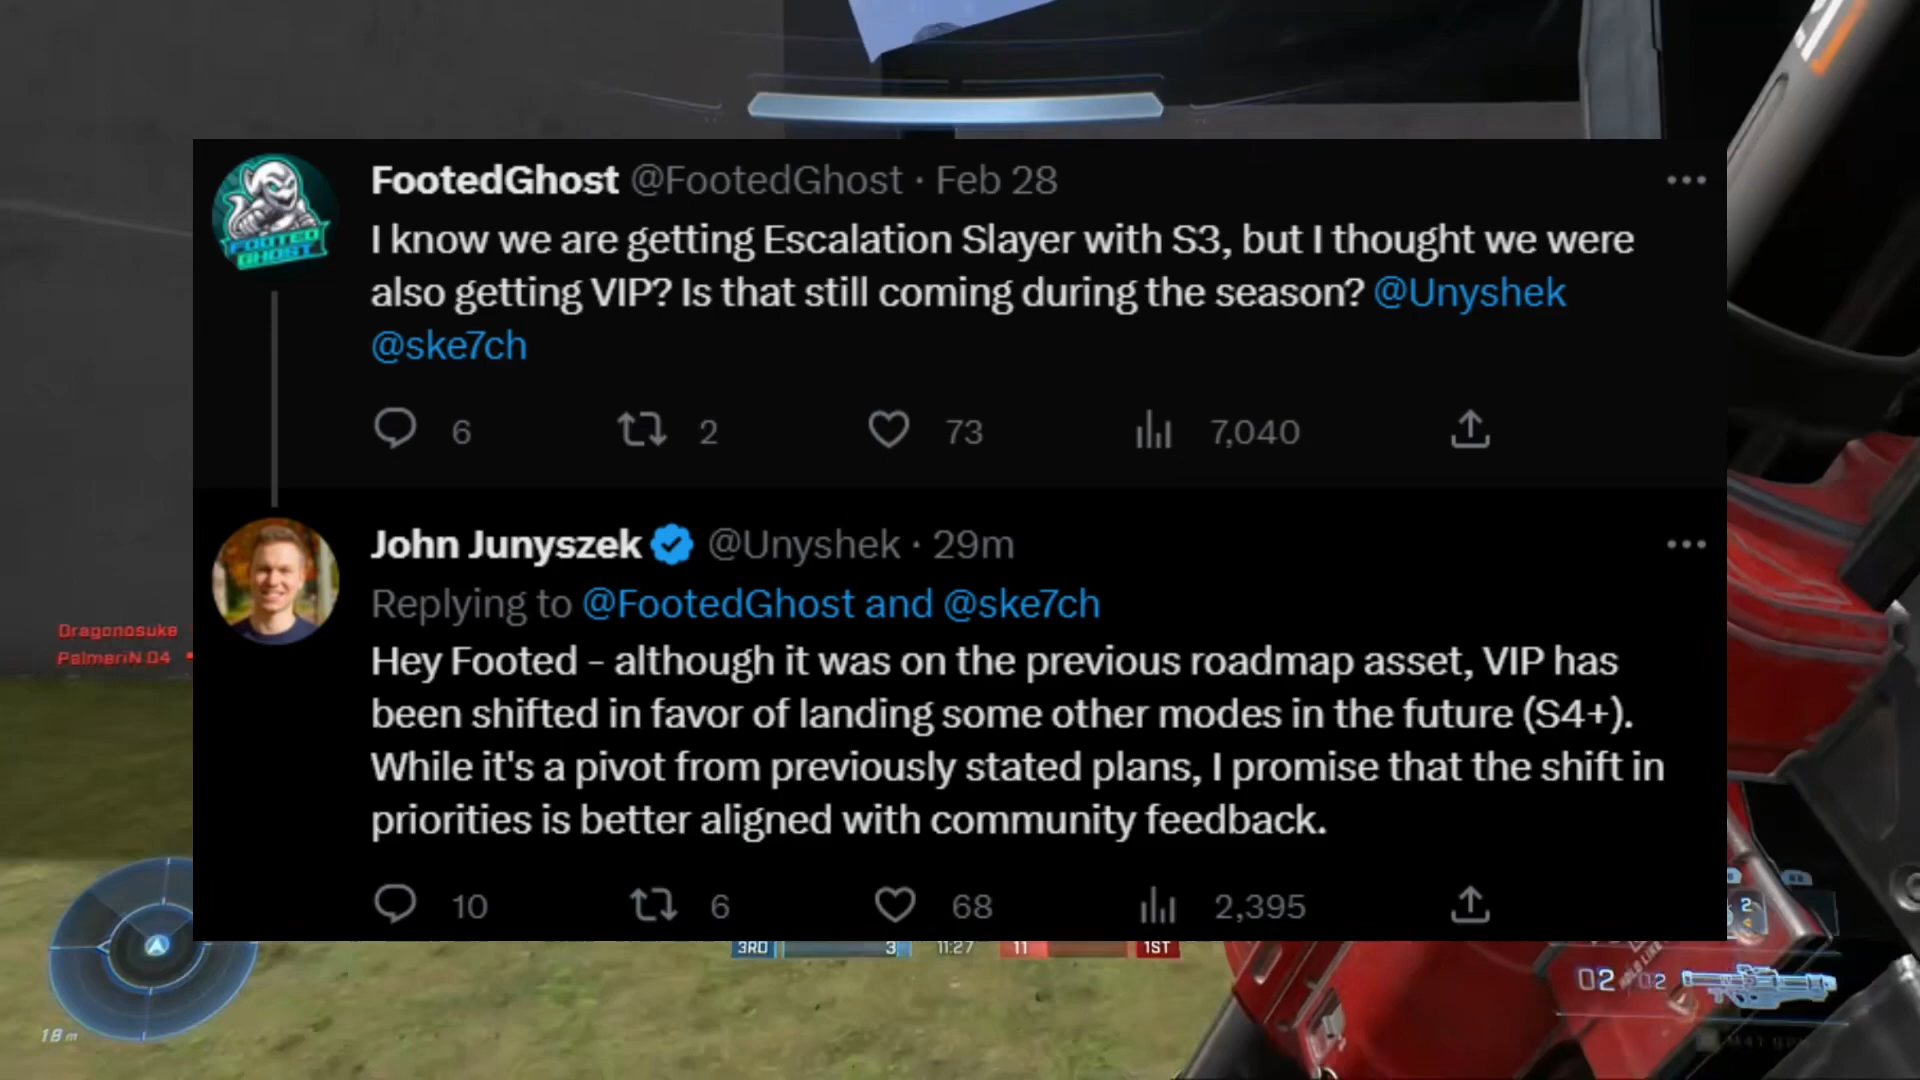 FootedGhost @FootedGhost · Feb 28
I know we are getting Escalation Slayer with S3, but I thought we were
also getting VIP? Is that still coming during the season? @Unyshek
@ske7ch
FOOTED
GHOST
6 2 73 7,040
John Junyszek @Unyshek · 29m
Replying to @FootedGhost and @ske7ch
Hey Footed – although it was on the previous roadmap asset, VIP has
been shifted in favor of landing some other modes in the future (S4+).
While it's a pivot from previously stated plans, I promise that the shift in
priorities is better aligned with community feedback.
10 6 68 2,395
Dragonosuke
PalmeriN 04
3RD 3 11:27 11 1ST
2
02 02
18 m